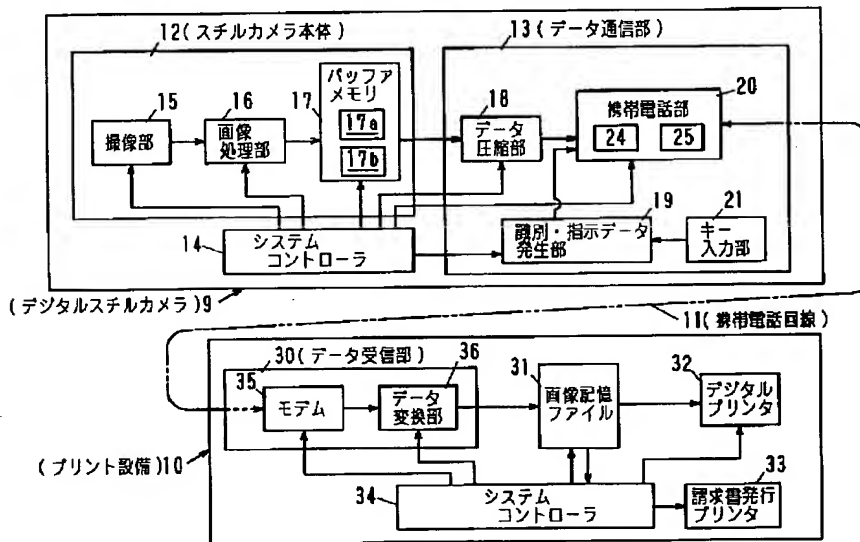 12(スチルカメラ本体)
13(データ通信部)
15
撮像部
16
画像
処理部
17
バッファ
メモリ
17a
17b
18
データ
圧縮部
20
携帯電話部
24
25
19
識別・指示データ
発生部
21
キー
入力部
14
システム
コントローラ
(デジタルスチルカメラ)9
11(携帯電話回線)
30(データ受信部)
35
モデム
36
データ
変換部
31
画像記憶
ファイル
32
デジタル
プリンタ
(プリント設備)10
34
システム
コントローラ
33
請求書発行
プリンタ